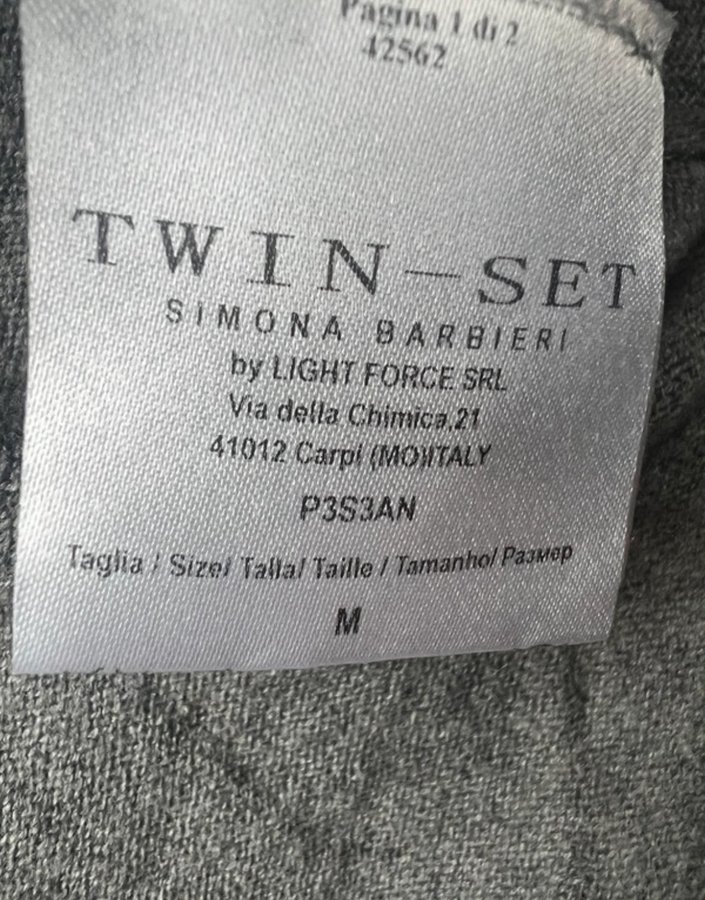 Pagina 1 di 2
42562
TWIN-SET
SIMONA BARBIERI
by LIGHT FORCE SRL
Via della Chimica,21
41012 Carpi (MO)ITALY
P3S3AN
Taglia / Size/ Talla/ Taille / Tamanho/ Размер
M